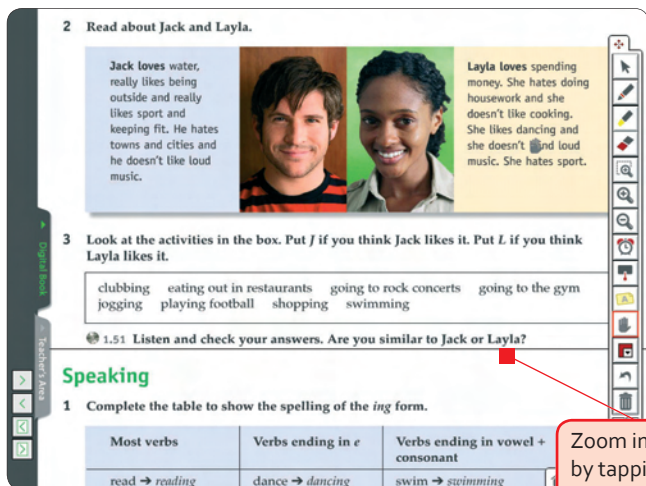 2 Read about Jack and Layla.
Jack loves water,
really likes being
outside and really
likes sport and
keeping fit. He hates
towns and cities and
he doesn't like loud
music.
Layla loves spending
money. She hates doing
housework and she
doesn't like cooking.
She likes dancing and
she doesn't nd loud
music. She hates sport.
3 Look at the activities in the box. Put J if you think Jack likes it. Put L if you think
Layla likes it.
clubbing eating out in restaurants going to rock concerts going to the gym
jogging playing football shopping swimming
1.51 Listen and check your answers. Are you similar to Jack or Layla?
Digital Book
Teacher's Area
Speaking
1 Complete the table to show the spelling of the ing form.
Most verbs Verbs ending in e Verbs ending in vowel +
consonant
read → reading dance → dancing swim → swimming
Zoom in
by tappi
A